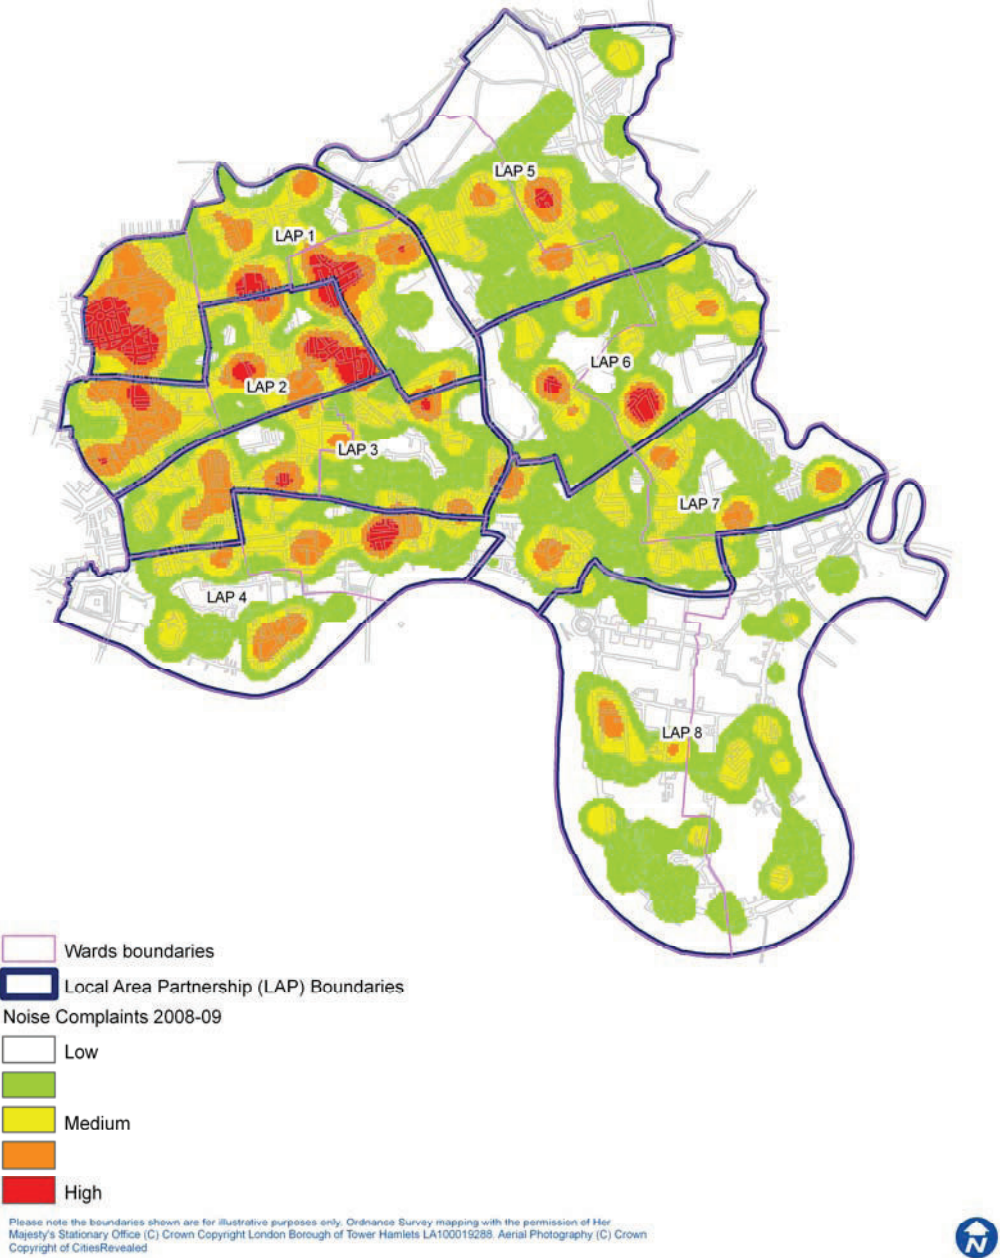 LAP 5
LAP 1
LAP 6
LAP 2
LAP 3
LAP 7
LAP 4
LAP 8
Wards boundaries
Local Area Partnership (LAP) Boundaries
Noise Complaints 2008-09
Low
Medium
High
Please note the boundaries shown are for illustrative purposes only. Ordnance Survey mapping with the permission of Her
Majesty's Stationary Office (C) Crown Copyright London Borough of Tower Hamlets LA100019288. Aerial Photography (C) Crown
Copyright of CitiesRevealed
N